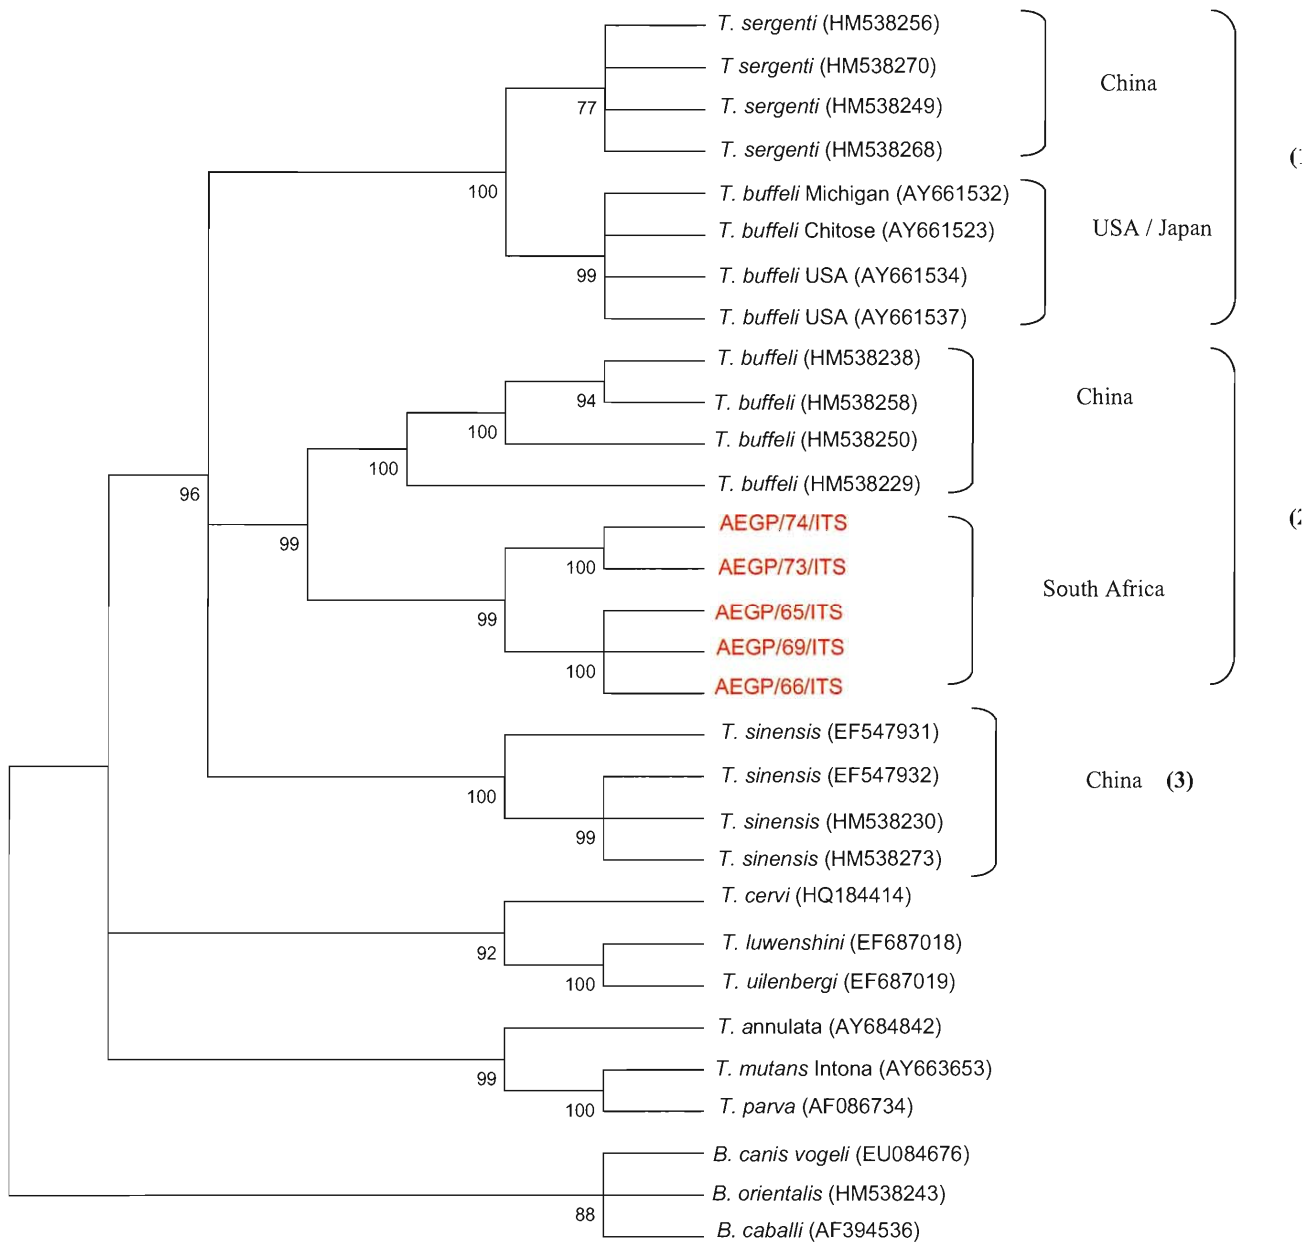 T. sergenti (HM538256)
T sergenti (HM538270)
China
T. sergenti (HM538249)
77
T. sergenti (HM538268)
(1
100
T. buffeli Michigan (AY661532)
T. buffeli Chitose (AY661523)
USA / Japan
99
T. buffeli USA (AY661534)
T. buffeli USA (AY661537)
T. buffeli (HM538238)
94
T. buffeli (HM538258)
China
100
T. buffeli (HM538250)
100
T. buffeli (HM538229)
96
AEGP/74/ITS
(2
99
100
AEGP/73/ITS
South Africa
99
AEGP/65/ITS
AEGP/69/ITS
100
AEGP/66/ITS
T. sinensis (EF547931)
T. sinensis (EF547932)
China (3)
100
T. sinensis (HM538230)
99
T. sinensis (HM538273)
T. cervi (HQ184414)
92
T. luwenshini (EF687018)
100
T. uilenbergi (EF687019)
T. annulata (AY684842)
99
T. mutans Intona (AY663653)
100
T. parva (AF086734)
B. canis vogeli (EU084676)
B. orientalis (HM538243)
88
B. caballi (AF394536)